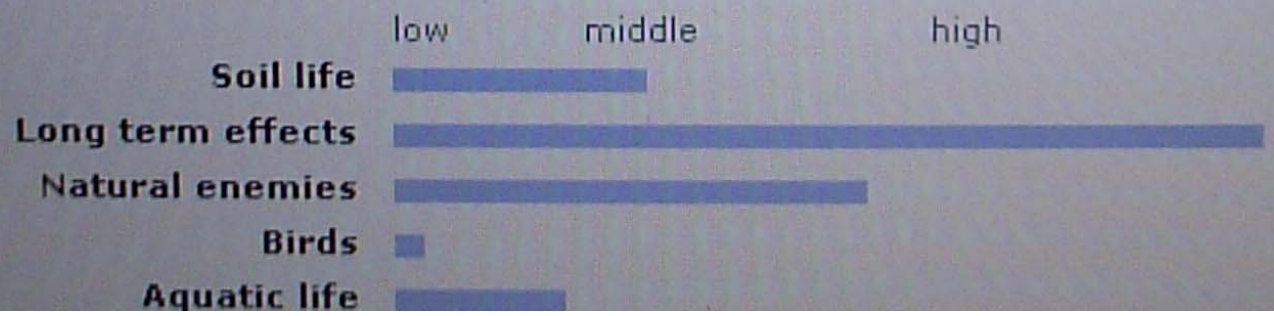 low middle high
Soil life
Long term effects
Natural enemies
Birds
Aquatic life